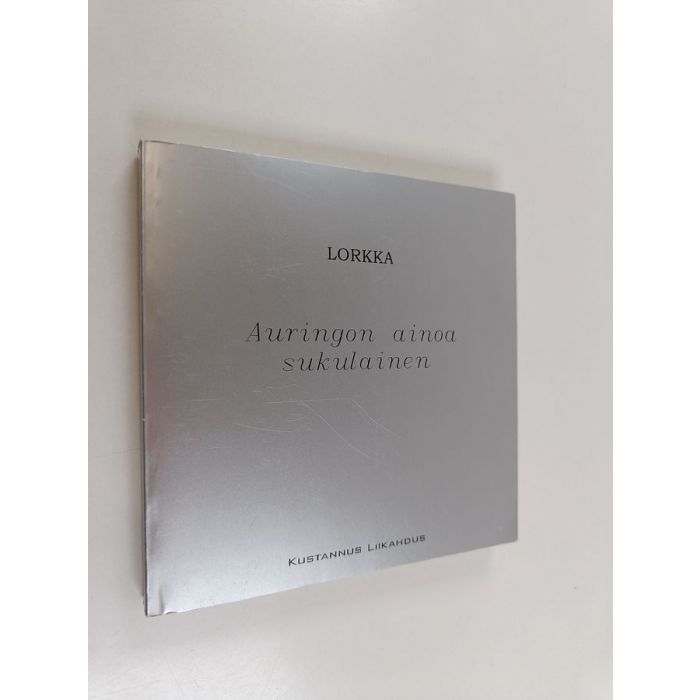 LORKKA
Auringon ainoa
sukulainen
Kustannus Liikahdus